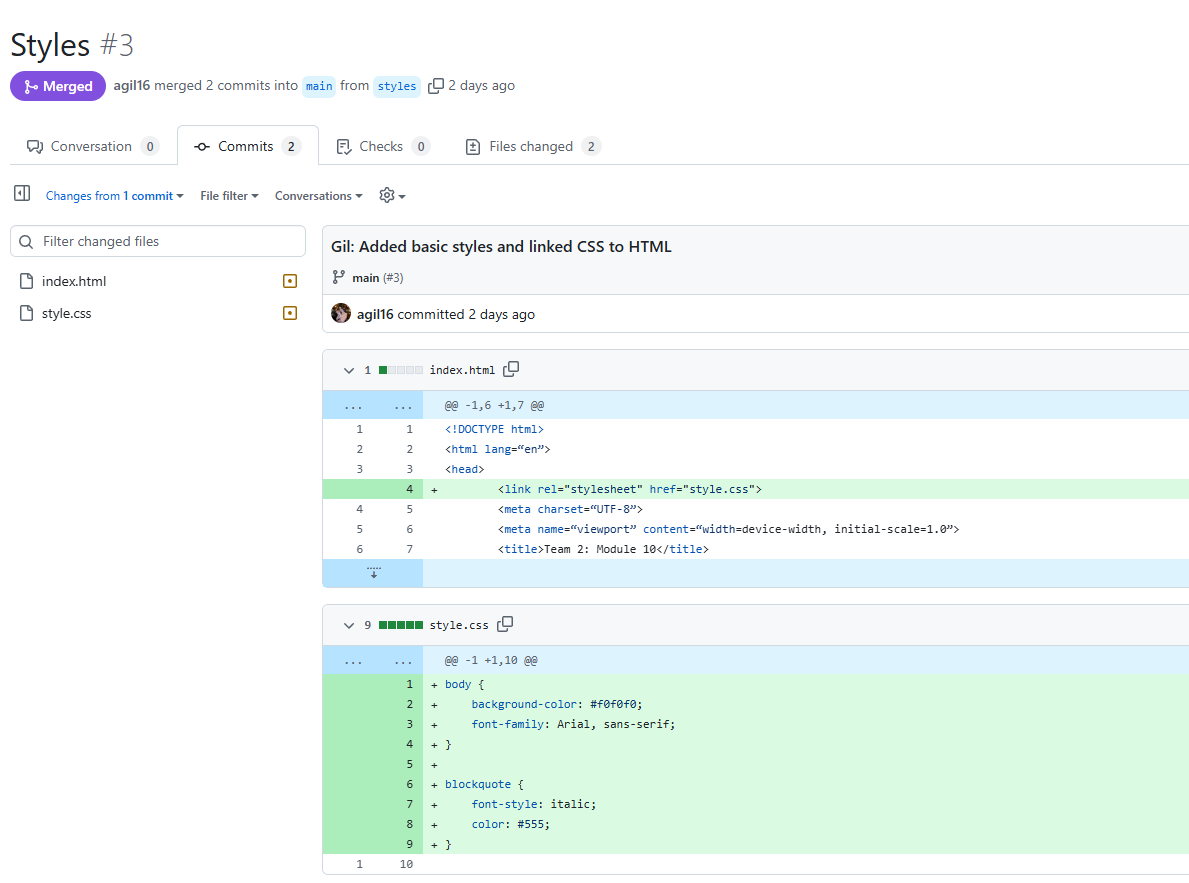 Styles #3
Merged agil16 merged 2 commits into main from styles 2 days ago
Conversation 0 Commits 2 Checks 0 Files changed 2
Changes from 1 commit File filter Conversations
Filter changed files
index.html
style.css
Gil: Added basic styles and linked CSS to HTML
main (#3)
agil16 committed 2 days ago
1 index.html
... ... @@ -1,6 +1,7 @@
1 1 <!DOCTYPE html>
2 2 <html lang=“en”>
3 3 <head>
4 + <link rel="stylesheet" href="style.css">
4 5 <meta charset=“UTF-8”>
5 6 <meta name=“viewport” content=“width=device-width, initial-scale=1.0”>
6 7 <title>Team 2: Module 10</title>
9 style.css
... ... @@ -1 +1,10 @@
1 + body {
2 + background-color: #f0f0f0;
3 + font-family: Arial, sans-serif;
4 + }
5 +
6 + blockquote {
7 + font-style: italic;
8 + color: #555;
9 + }
1 10